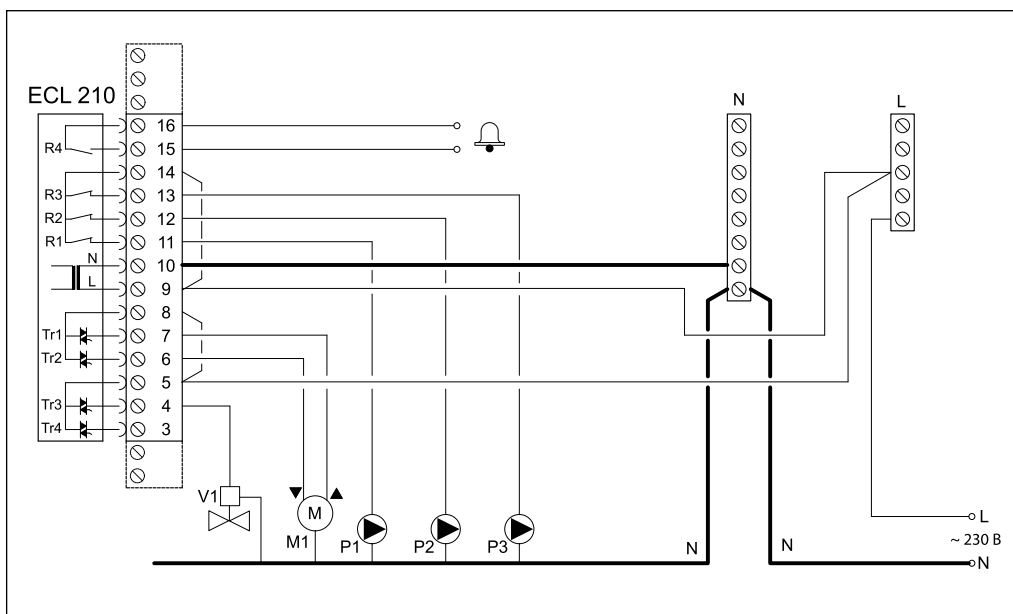 ECL 210
N
L
16
R4
15
14
R3
13
R2
12
R1
11
N
10
L
9
8
Tr1
7
Tr2
6
5
Tr3
4
Tr4
3
V1
M
M1
P1
P2
P3
N
N
L
~ 230 В
N